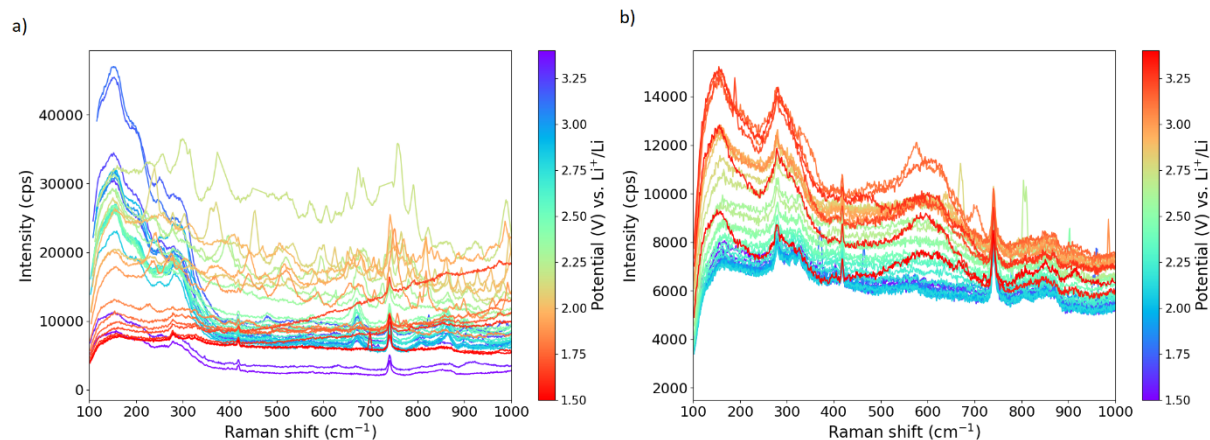 a)
b)
40000
30000
20000
10000
0
Intensity (cps)
100 200 300 400 500 600 700 800 900 1000
Raman shift (cm⁻¹)
3.25
3.00
2.75
2.50
2.25
2.00
1.75
1.50
Potential (V) vs. Li⁺/Li
14000
12000
10000
8000
6000
4000
2000
Intensity (cps)
100 200 300 400 500 600 700 800 900 1000
Raman shift (cm⁻¹)
3.25
3.00
2.75
2.50
2.25
2.00
1.75
1.50
Potential (V) vs. Li⁺/Li